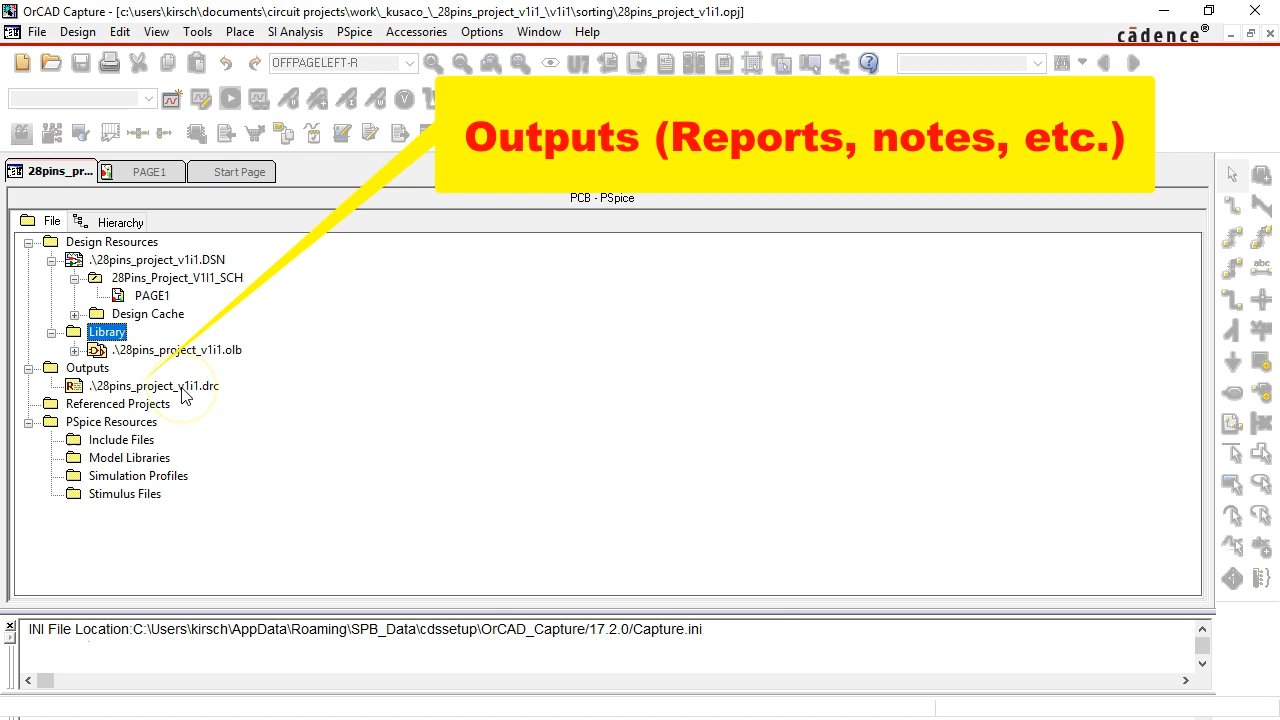 OrCAD Capture - [c:\users\kirsch\documents\circuit projects\work\_kusaco_\_28pins_project_v1i1_\v1i1\sorting\28pins_project_v1i1.opj]
File Design Edit View Tools Place SI Analysis PSpice Accessories Options Window Help
cādence®
OFFPAGELEFT-R
U?
V
Outputs (Reports, notes, etc.)
28pins_pr... PAGE1 Start Page
PCB - PSpice
File Hierarchy
Design Resources
.\28pins_project_v1i1.DSN
28Pins_Project_V1I1_SCH
PAGE1
Design Cache
Library
.\28pins_project_v1i1.olb
Outputs
.\28pins_project_v1i1.drc
Referenced Projects
PSpice Resources
Include Files
Model Libraries
Simulation Profiles
Stimulus Files
abc
INI File Location:C:\Users\kirsch\AppData\Roaming\SPB_Data\cdssetup\OrCAD_Capture/17.2.0/Capture.ini